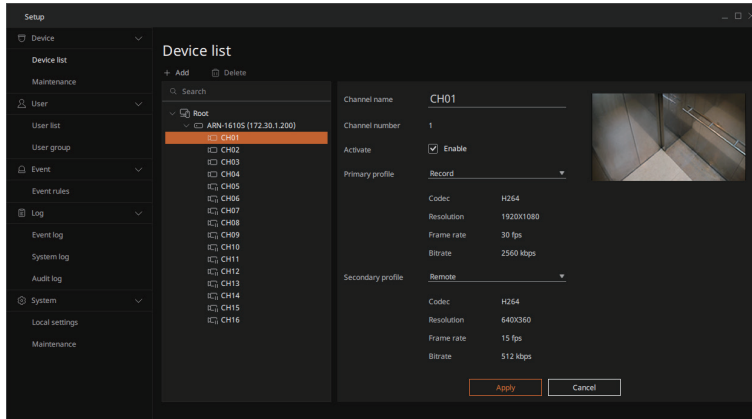 Setup
Device
Device list
Maintenance
User
User list
User group
Event
Event rules
Log
Event log
System log
Audit log
System
Local settings
Maintenance
Device list
+ Add Delete
Search
Root
ARN-1610S (172.30.1.200)
CH01
CH02
CH03
CH04
CH05
CH06
CH07
CH08
CH09
CH10
CH11
CH12
CH13
CH14
CH15
CH16
Channel name CH01
Channel number 1
Activate Enable
Primary profile Record
Codec H264
Resolution 1920X1080
Frame rate 30 fps
Bitrate 2560 kbps
Secondary profile Remote
Codec H264
Resolution 640X360
Frame rate 15 fps
Bitrate 512 kbps
Apply Cancel